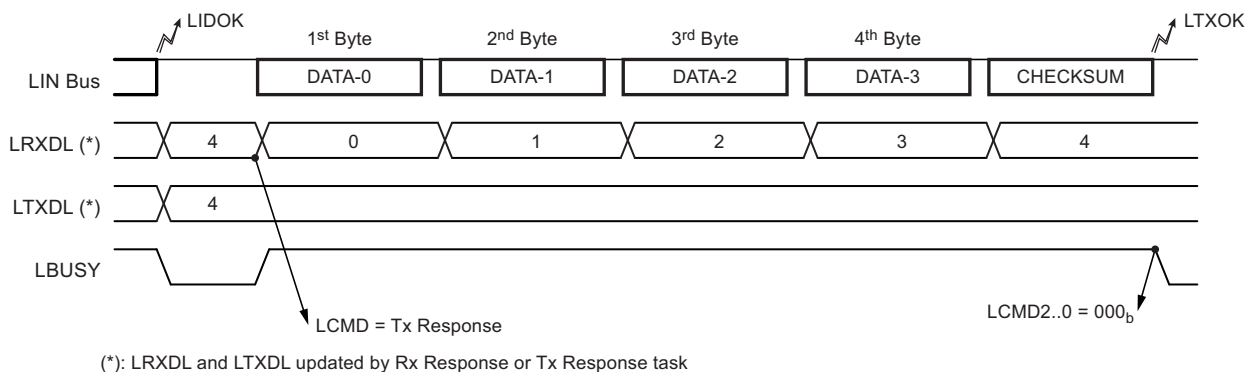 LIDOK
LTXOK
1st Byte 2nd Byte 3rd Byte 4th Byte
LIN Bus DATA-0 DATA-1 DATA-2 DATA-3 CHECKSUM
LRXDL (*) 4 0 1 2 3 4
LTXDL (*) 4
LBUSY
LCMD = Tx Response
LCMD2..0 = 000b
(*): LRXDL and LTXDL updated by Rx Response or Tx Response task